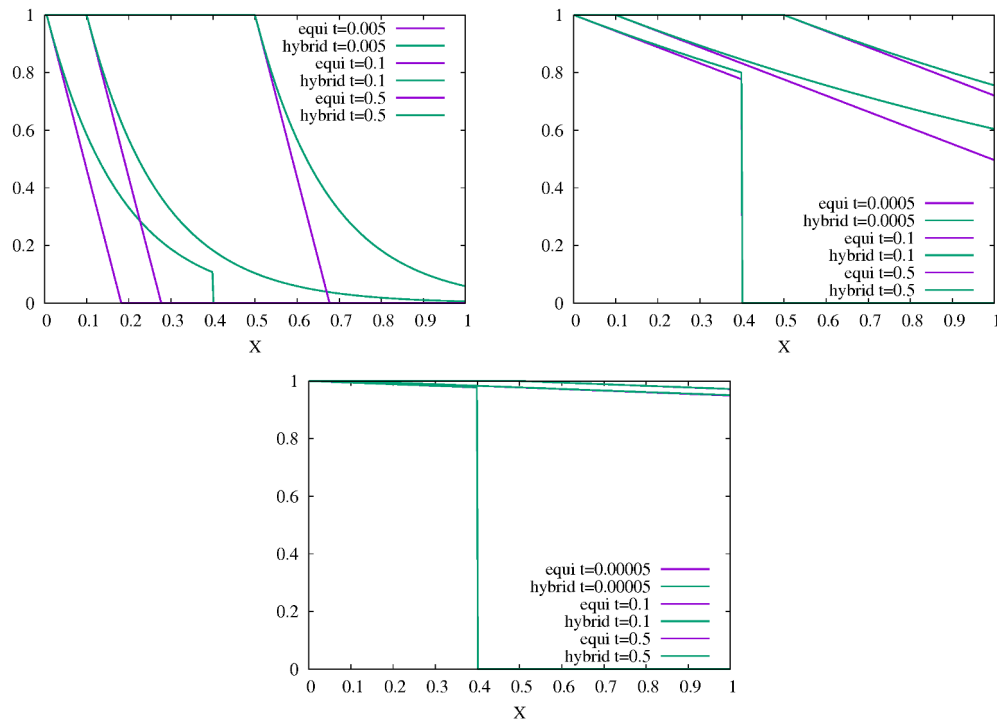 1
0.8
0.6
0.4
0.2
0
0 0.1 0.2 0.3 0.4 0.5 0.6 0.7 0.8 0.9 1
X
equi t=0.005
hybrid t=0.005
equi t=0.1
hybrid t=0.1
equi t=0.5
hybrid t=0.5
1
0.8
0.6
0.4
0.2
0
0 0.1 0.2 0.3 0.4 0.5 0.6 0.7 0.8 0.9 1
X
equi t=0.0005
hybrid t=0.0005
equi t=0.1
hybrid t=0.1
equi t=0.5
hybrid t=0.5
1
0.8
0.6
0.4
0.2
0
0 0.1 0.2 0.3 0.4 0.5 0.6 0.7 0.8 0.9 1
X
equi t=0.00005
hybrid t=0.00005
equi t=0.1
hybrid t=0.1
equi t=0.5
hybrid t=0.5